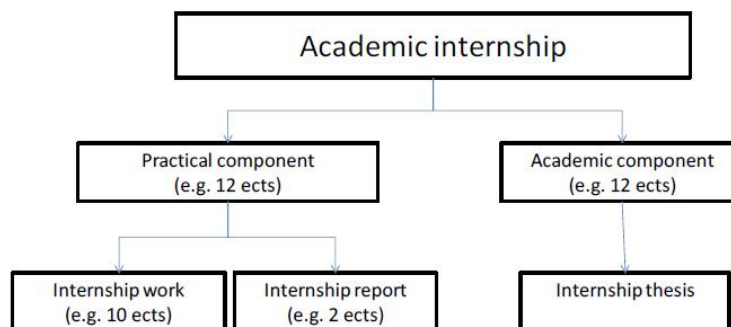 Academic internship
Practical component
(e.g. 12 ects)
Academic component
(e.g. 12 ects)
Internship work
(e.g. 10 ects)
Internship report
(e.g. 2 ects)
Internship thesis